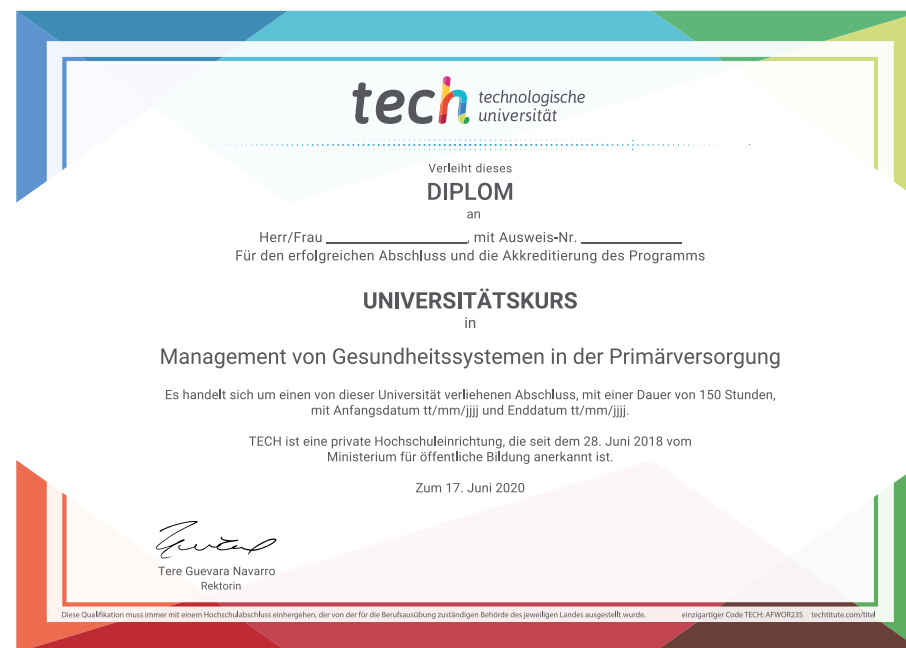 tech technologische
universität
Verleiht dieses
DIPLOM
an
Herr/Frau ____________, mit Ausweis-Nr. ____________
Für den erfolgreichen Abschluss und die Akkreditierung des Programms
UNIVERSITÄTSKURS
in
Management von Gesundheitssystemen in der Primärversorgung
Es handelt sich um einen von dieser Universität verliehenen Abschluss, mit einer Dauer von 150 Stunden,
mit Anfangsdatum tt/mm/jjjj und Enddatum tt/mm/jjjj.
TECH ist eine private Hochschuleinrichtung, die seit dem 28. Juni 2018 vom
Ministerium für öffentliche Bildung anerkannt ist.
Zum 17. Juni 2020
Tere Guevara Navarro
Rektorin
Diese Qualifikation muss immer mit einem Hochschulabschluss einhergehen, der von der für die Berufsausübung zuständigen Behörde des jeweiligen Landes ausgestellt wurde. einzigartiger Code TECH: AFWOR23S techtitute.com/titel